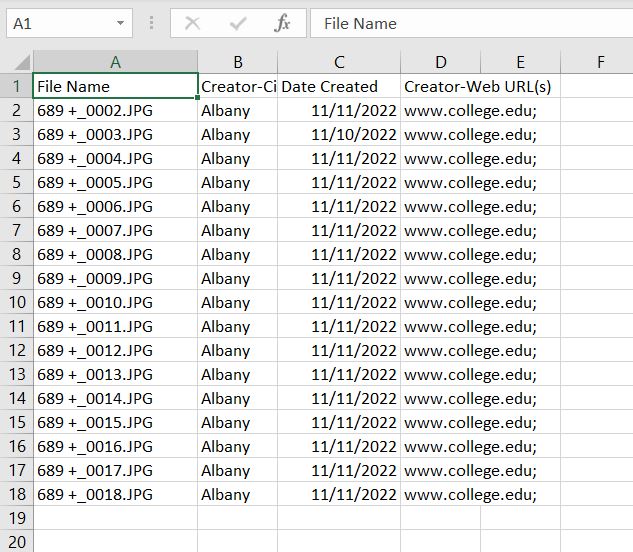 A1 fx File Name
A B C D E F
1 File Name Creator-Ci Date Created Creator-Web URL(s)
2 689 +_0002.JPG Albany 11/11/2022 www.college.edu;
3 689 +_0003.JPG Albany 11/10/2022 www.college.edu;
4 689 +_0004.JPG Albany 11/11/2022 www.college.edu;
5 689 +_0005.JPG Albany 11/11/2022 www.college.edu;
6 689 +_0006.JPG Albany 11/11/2022 www.college.edu;
7 689 +_0007.JPG Albany 11/11/2022 www.college.edu;
8 689 +_0008.JPG Albany 11/11/2022 www.college.edu;
9 689 +_0009.JPG Albany 11/11/2022 www.college.edu;
10 689 +_0010.JPG Albany 11/11/2022 www.college.edu;
11 689 +_0011.JPG Albany 11/11/2022 www.college.edu;
12 689 +_0012.JPG Albany 11/11/2022 www.college.edu;
13 689 +_0013.JPG Albany 11/11/2022 www.college.edu;
14 689 +_0014.JPG Albany 11/11/2022 www.college.edu;
15 689 +_0015.JPG Albany 11/11/2022 www.college.edu;
16 689 +_0016.JPG Albany 11/11/2022 www.college.edu;
17 689 +_0017.JPG Albany 11/11/2022 www.college.edu;
18 689 +_0018.JPG Albany 11/11/2022 www.college.edu;
19
20